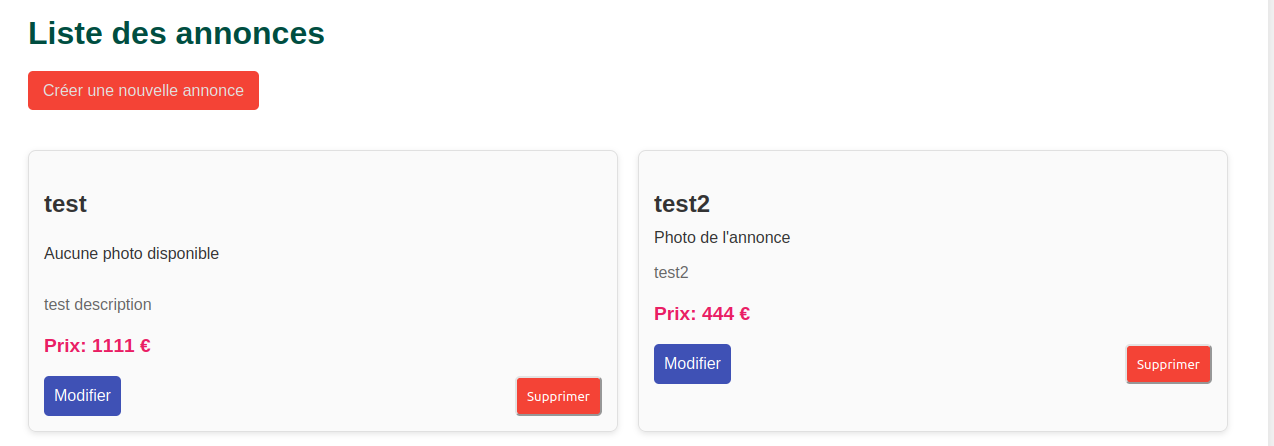 Liste des annonces
Créer une nouvelle annonce
test
Aucune photo disponible
test description
Prix: 1111 €
Modifier
Supprimer
test2
Photo de l'annonce
test2
Prix: 444 €
Modifier
Supprimer